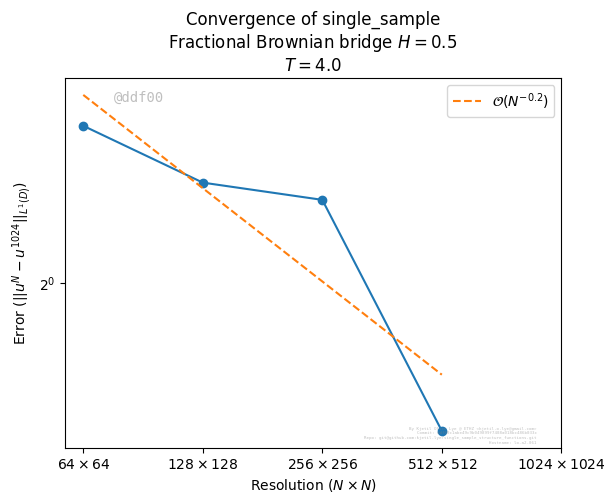 Convergence of single_sample
Fractional Brownian bridge H = 0.5
T = 4.0
@ddf00
𝒪(N^{-0.2})
Error (||u^N − u^{1024}||_{L^1(D)})
2^0
64 × 64 128 × 128 256 × 256 512 × 512 1024 × 1024
Resolution (N × N)